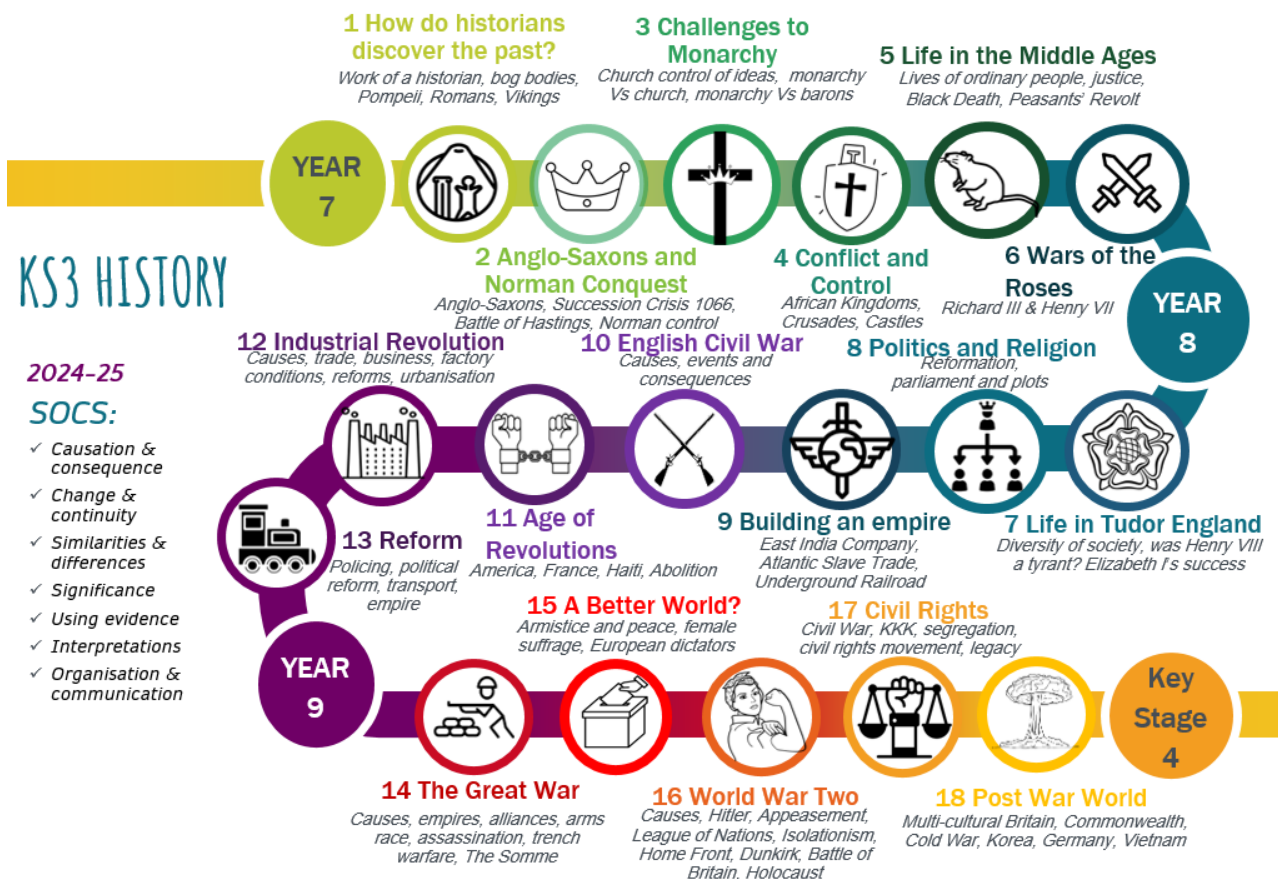 1 How do historians
discover the past?
Work of a historian, bog bodies,
Pompeii, Romans, Vikings
3 Challenges to
Monarchy
Church control of ideas, monarchy
Vs church, monarchy Vs barons
5 Life in the Middle Ages
Lives of ordinary people, justice,
Black Death, Peasants' Revolt
YEAR
7
2 Anglo-Saxons and
Norman Conquest
Anglo-Saxons, Succession Crisis 1066,
Battle of Hastings, Norman control
4 Conflict and
Control
African Kingdoms,
Crusades, Castles
6 Wars of the
Roses
Richard III & Henry VII
YEAR
8
KS3 HISTORY
2024-25
SOCS:
✓ Causation &
consequence
✓ Change &
continuity
✓ Similarities &
differences
✓ Significance
✓ Using evidence
✓ Interpretations
✓ Organisation &
communication
12 Industrial Revolution
Causes, trade, business, factory
conditions, reforms, urbanisation
10 English Civil War
Causes, events and
consequences
8 Politics and Religion
Reformation,
parliament and plots
7 Life in Tudor England
Diversity of society, was Henry VIII
a tyrant? Elizabeth I's success
9 Building an empire
East India Company,
Atlantic Slave Trade,
Underground Railroad
11 Age of
Revolutions
America, France, Haiti, Abolition
13 Reform
Policing, political
reform, transport,
empire
YEAR
9
15 A Better World?
Armistice and peace, female
suffrage, European dictators
17 Civil Rights
Civil War, KKK, segregation,
civil rights movement, legacy
Key
Stage
4
14 The Great War
Causes, empires, alliances, arms
race, assassination, trench
warfare, The Somme
16 World War Two
Causes, Hitler, Appeasement,
League of Nations, Isolationism,
Home Front, Dunkirk, Battle of
Britain, Holocaust
18 Post War World
Multi-cultural Britain, Commonwealth,
Cold War, Korea, Germany, Vietnam